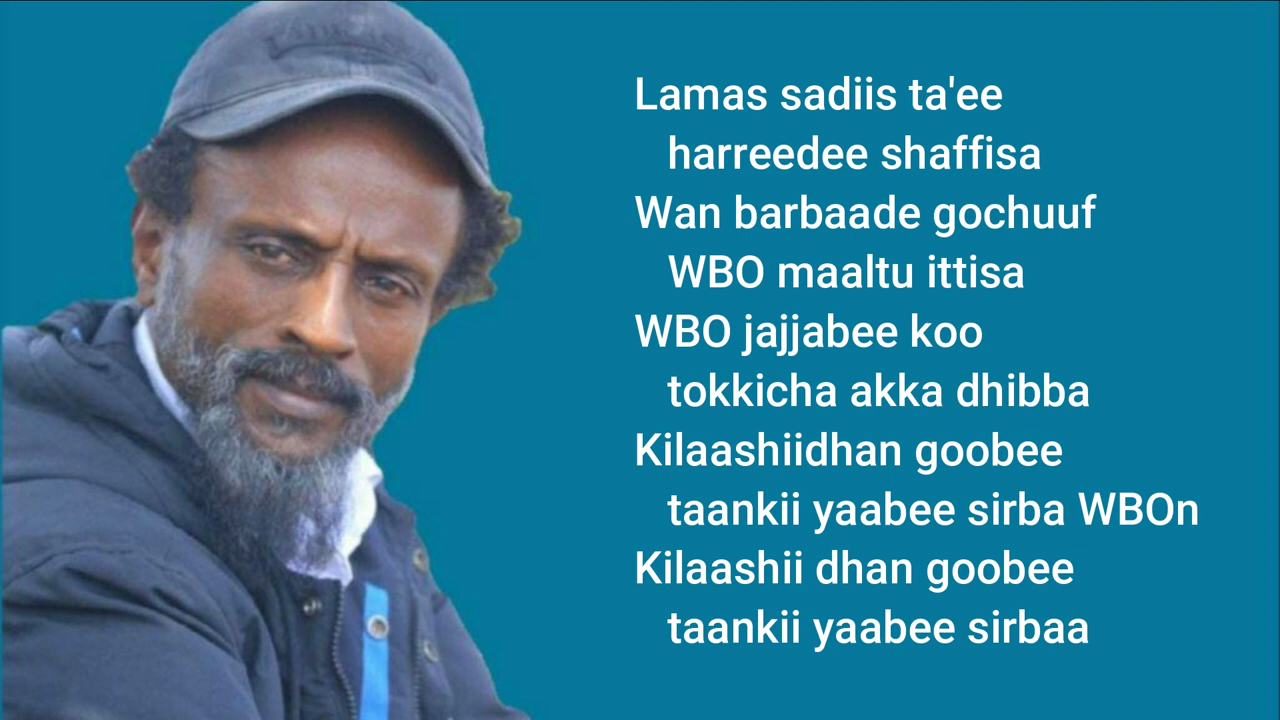 Lamas sadiis ta'ee
harreedee shaffisa
Wan barbaade gochuuf
WBO maaltu ittisa
WBO jajjabee koo
tokkicha akka dhibba
Kilaashiidhan goobee
taankii yaabee sirba WBOn
Kilaashii dhan goobee
taankii yaabee sirbaa